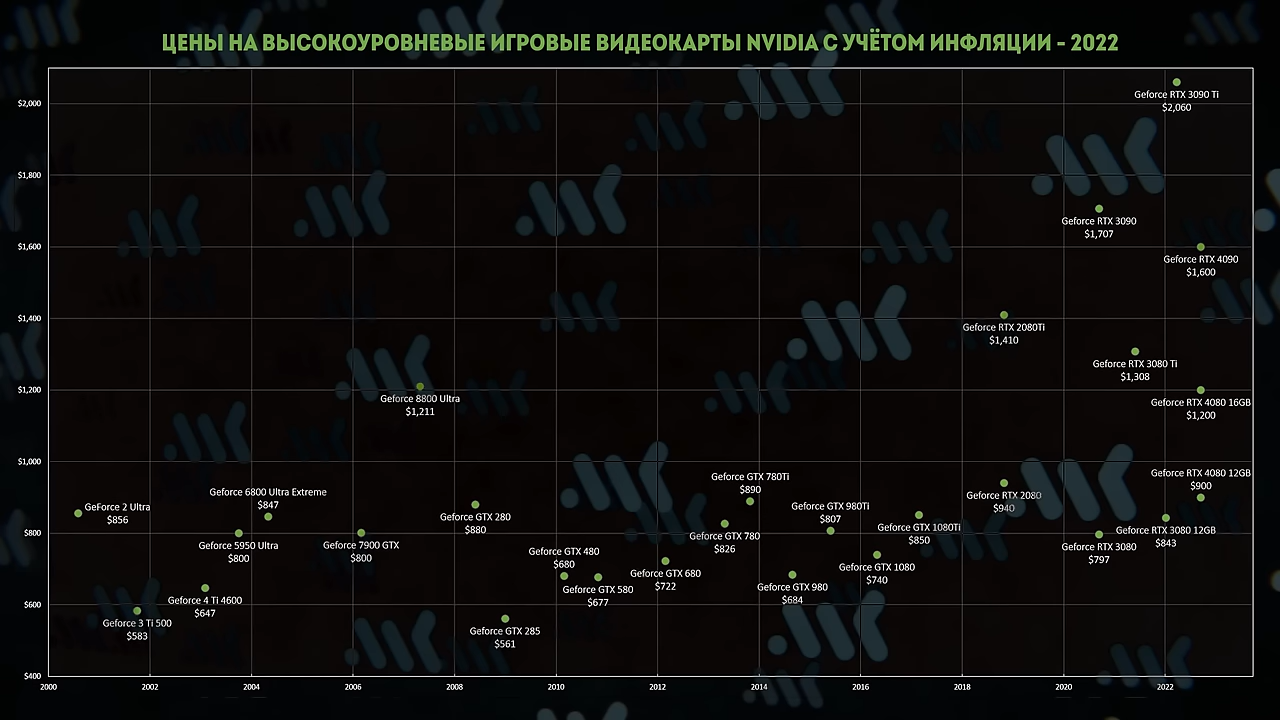 ЦЕНЫ НА ВЫСОКОУРОВНЕВЫЕ ИГРОВЫЕ ВИДЕОКАРТЫ NVIDIA С УЧЁТОМ ИНФЛЯЦИИ - 2022
Geforce RTX 3090 Ti
$2,060
$2,000
$1,800
Geforce RTX 3090
$1,707
$1,600
Geforce RTX 4090
$1,600
$1,400
Geforce RTX 2080Ti
$1,410
Geforce RTX 3080 Ti
$1,308
$1,200
Geforce 8800 Ultra
$1,211
Geforce RTX 4080 16GB
$1,200
$1,000
Geforce RTX 4080 12GB
$900
Geforce GTX 780Ti
$890
Geforce 6800 Ultra Extreme
$847
Geforce RTX 2080
$940
GeForce 2 Ultra
$856
Geforce GTX 980Ti
$807
Geforce GTX 280
$880
Geforce GTX 1080Ti
$850
Geforce RTX 3080 12GB
$843
$800
Geforce GTX 780
$826
Geforce 5950 Ultra
$800
Geforce 7900 GTX
$800
Geforce RTX 3080
$797
Geforce GTX 480
$680
Geforce GTX 1080
$740
Geforce GTX 680
$722
Geforce GTX 580
$677
Geforce GTX 980
$684
Geforce 4 Ti 4600
$647
$600
Geforce 3 Ti 500
$583
Geforce GTX 285
$561
$400
2000 2002 2004 2006 2008 2010 2012 2014 2016 2018 2020 2022